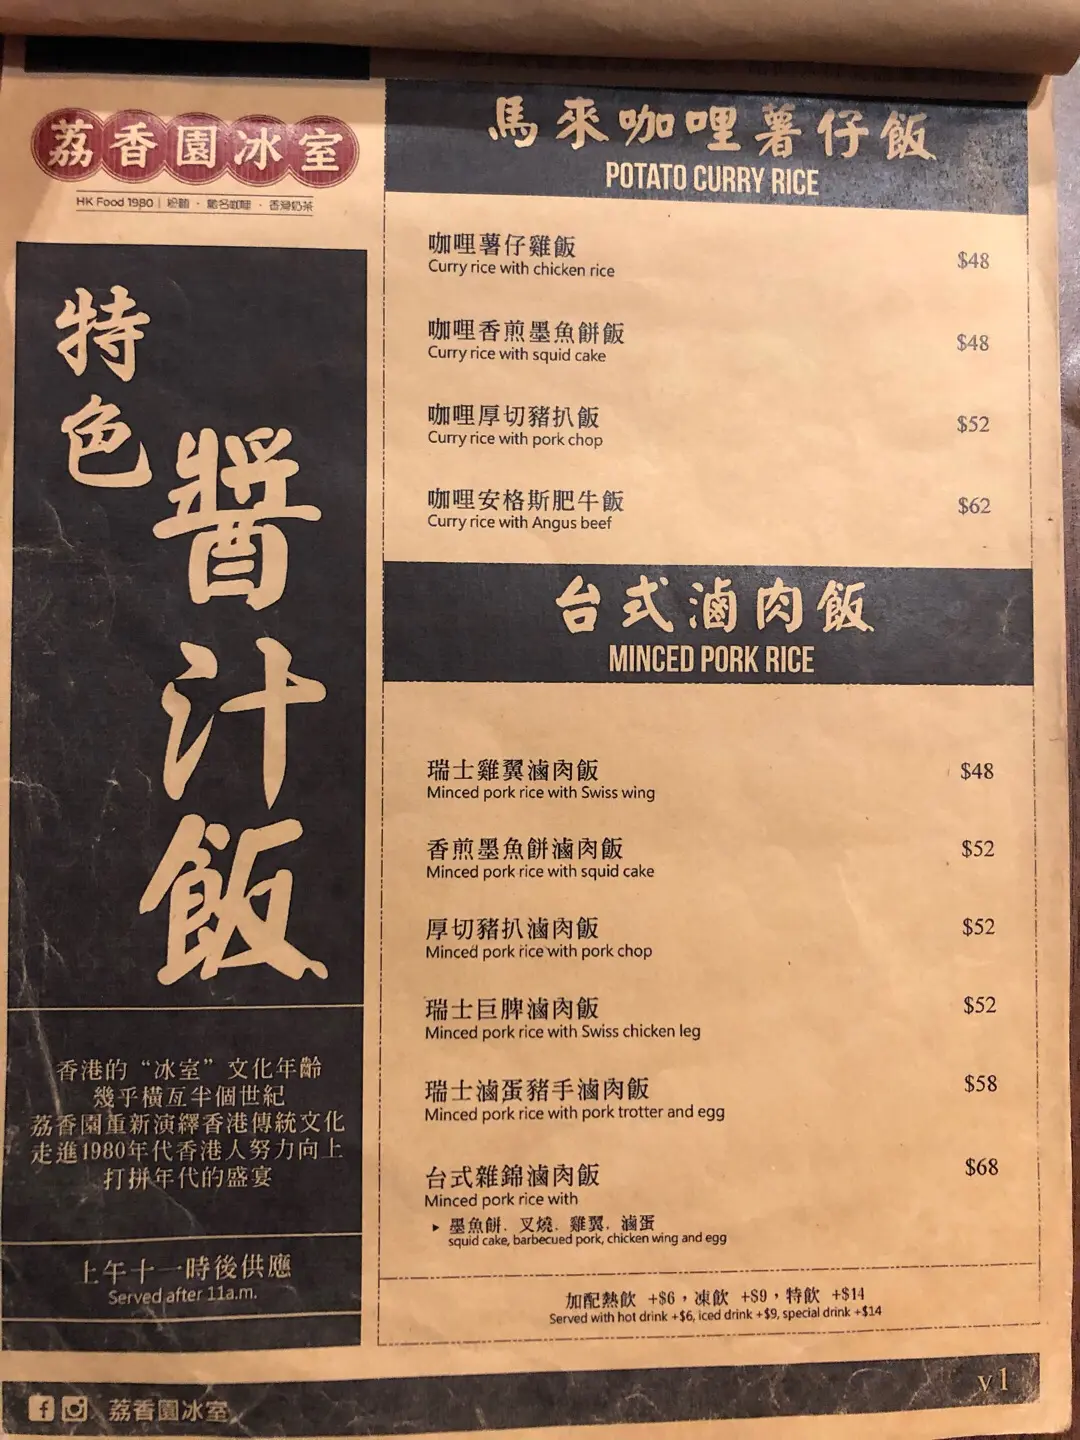 荔香園冰室
HK Food 1980
香滑奶茶
特色
醬汁飯
香港的“冰室”文化年齡
幾乎橫亙半個世紀
荔香園重新演繹香港傳統文化
走進1980年代香港人努力向上
打拼年代的盛宴
上午十一時後供應
Served after 11a.m.
馬來咖哩薯仔飯
POTATO CURRY RICE
咖哩薯仔雞飯 $48
Curry rice with chicken rice
咖哩香煎墨魚餅飯 $48
Curry rice with squid cake
咖哩厚切豬扒飯 $52
Curry rice with pork chop
咖哩安格斯肥牛飯 $62
Curry rice with Angus beef
台式滷肉飯
MINCED PORK RICE
瑞士雞翼滷肉飯 $48
Minced pork rice with Swiss wing
香煎墨魚餅滷肉飯 $52
Minced pork rice with squid cake
厚切豬扒滷肉飯 $52
Minced pork rice with pork chop
瑞士巨脾滷肉飯 $52
Minced pork rice with Swiss chicken leg
瑞士滷蛋豬手滷肉飯 $58
Minced pork rice with pork trotter and egg
台式雜錦滷肉飯 $68
Minced pork rice with
▸ 墨魚餅．叉燒．雞翼．滷蛋
squid cake, barbecued pork, chicken wing and egg
加配熱飲 +$6，凍飲 +$9，特飲 +$14
Served with hot drink +$6, iced drink +$9, special drink +$14
荔香園冰室
v1